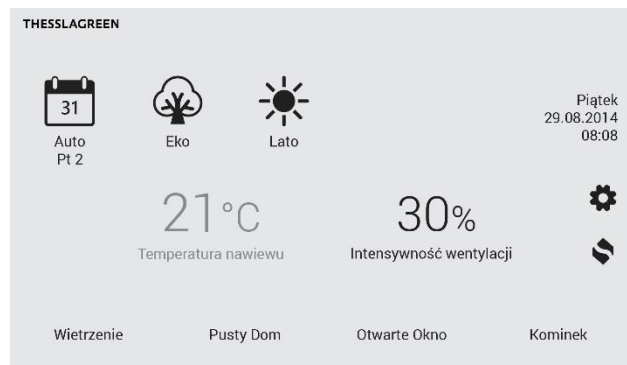 THESSLAGREEN
31
Auto
Pt 2
Eko
Lato
Piątek
29.08.2014
08:08
21°C
Temperatura nawiewu
30%
Intensywność wentylacji
Wietrzenie
Pusty Dom
Otwarte Okno
Kominek